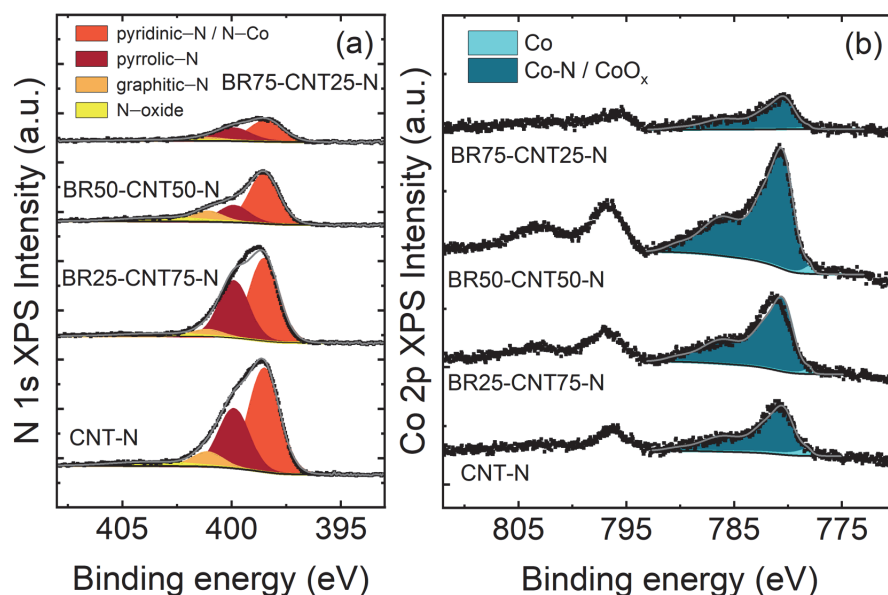 N 1s XPS Intensity (a.u.)
pyridinic–N / N–Co
pyrrolic–N
graphitic–N
N–oxide
(a)
BR75-CNT25-N
BR50-CNT50-N
BR25-CNT75-N
CNT-N
405 400 395
Binding energy (eV)
Co 2p XPS Intensity (a.u.)
Co
Co-N / CoOₓ
(b)
BR75-CNT25-N
BR50-CNT50-N
BR25-CNT75-N
CNT-N
805 795 785 775
Binding energy (eV)